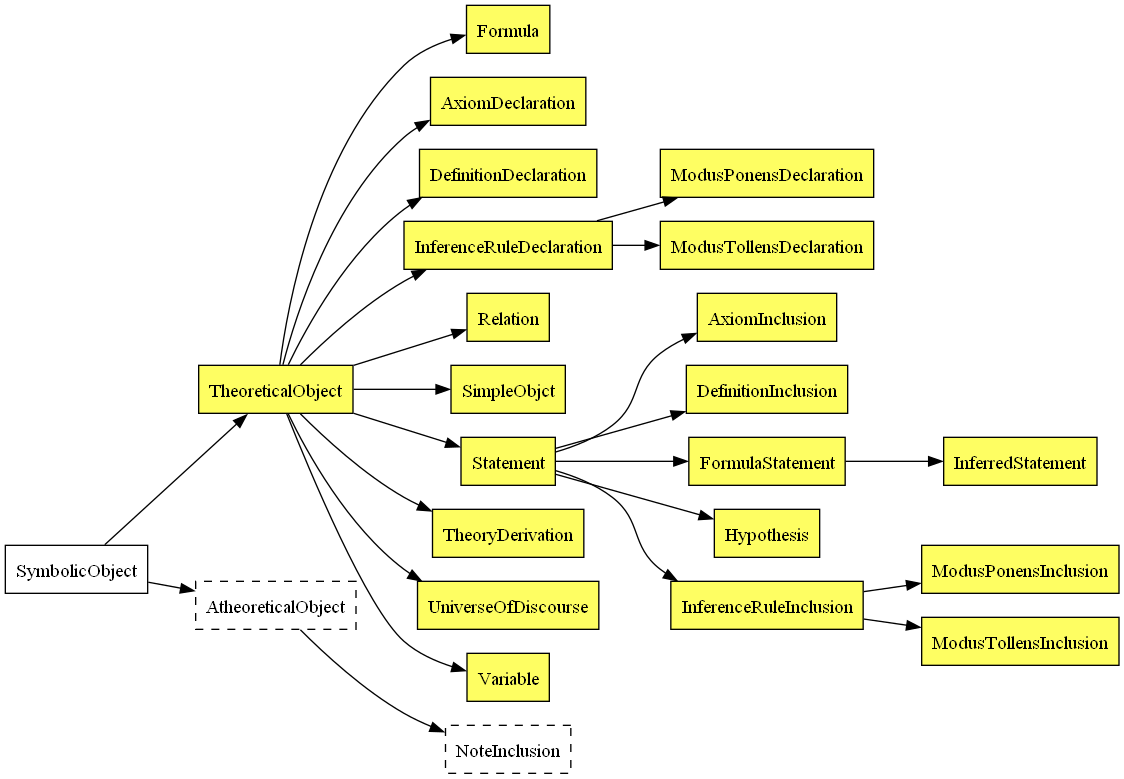 Formula
AxiomDeclaration
DefinitionDeclaration
ModusPonensDeclaration
InferenceRuleDeclaration
ModusTollensDeclaration
Relation
AxiomInclusion
TheoreticalObject
SimpleObjct
DefinitionInclusion
Statement
FormulaStatement
InferredStatement
TheoryDerivation
Hypothesis
SymbolicObject
ModusPonensInclusion
AtheoreticalObject
UniverseOfDiscourse
InferenceRuleInclusion
ModusTollensInclusion
Variable
NoteInclusion